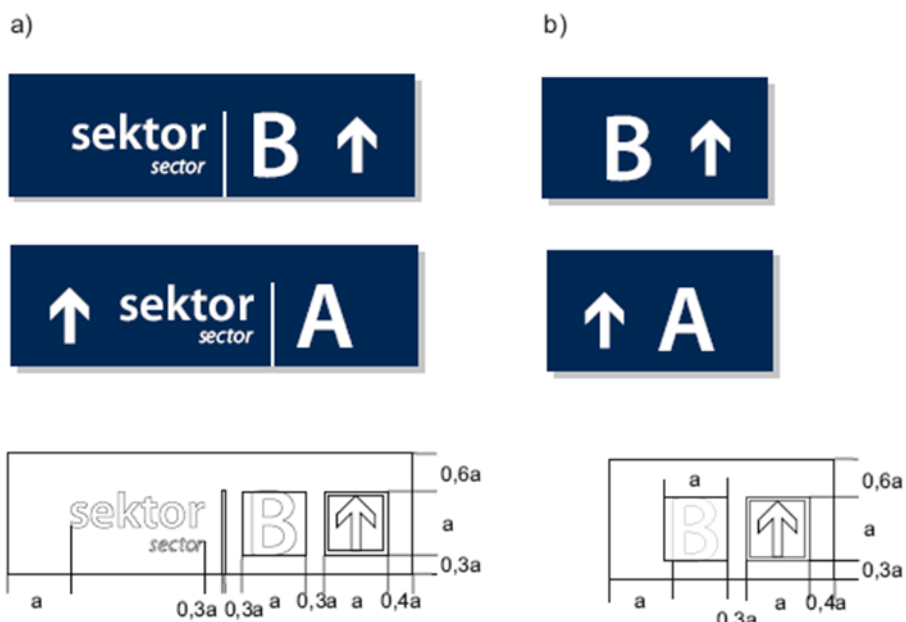 a)
b)
sektor
sector
B
B
sektor
sector
A
A
0,6a
a
0,3a
sektor
sector
B
a
0,3a
0,3a
a
0,3a
a
0,4a
a
0,6a
a
0,3a
B
a
0,3a
a
0,4a